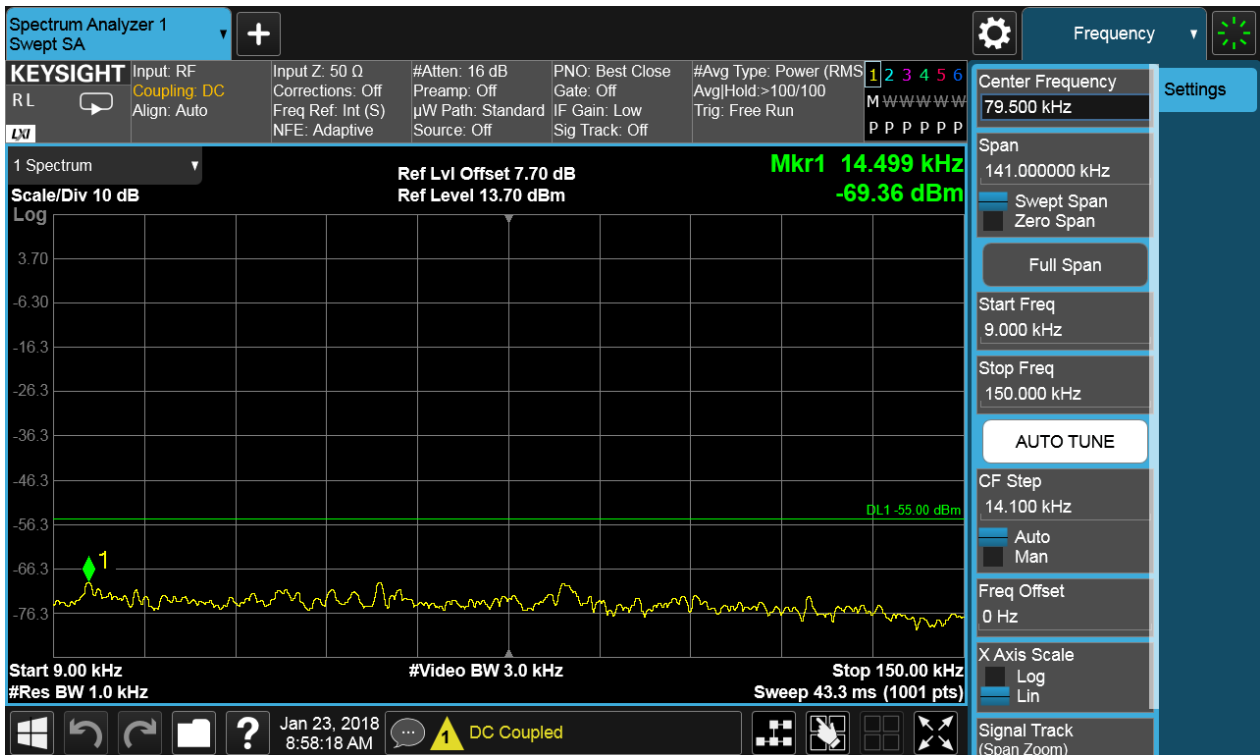 Spectrum Analyzer 1
Swept SA
Frequency
KEYSIGHT
RL
LXI
Input: RF
Coupling: DC
Align: Auto
Input Z: 50 Ω
Corrections: Off
Freq Ref: Int (S)
NFE: Adaptive
#Atten: 16 dB
Preamp: Off
µW Path: Standard
Source: Off
PNO: Best Close
Gate: Off
IF Gain: Low
Sig Track: Off
#Avg Type: Power (RMS
Avg|Hold:>100/100
Trig: Free Run
1 2 3 4 5 6
M W W W W W
P P P P P P
1 Spectrum
Scale/Div 10 dB
Ref Lvl Offset 7.70 dB
Ref Level 13.70 dBm
Mkr1 14.499 kHz
-69.36 dBm
Log
3.70
-6.30
-16.3
-26.3
-36.3
-46.3
-56.3
-66.3
-76.3
DL1 -55.00 dBm
1
Start 9.00 kHz
#Video BW 3.0 kHz
Stop 150.00 kHz
#Res BW 1.0 kHz
Sweep 43.3 ms (1001 pts)
Center Frequency
79.500 kHz
Span
141.000000 kHz
Swept Span
Zero Span
Full Span
Start Freq
9.000 kHz
Stop Freq
150.000 kHz
AUTO TUNE
CF Step
14.100 kHz
Auto
Man
Freq Offset
0 Hz
X Axis Scale
Log
Lin
Signal Track
(Span Zoom)
Settings
?
Jan 23, 2018
8:58:18 AM
1
DC Coupled